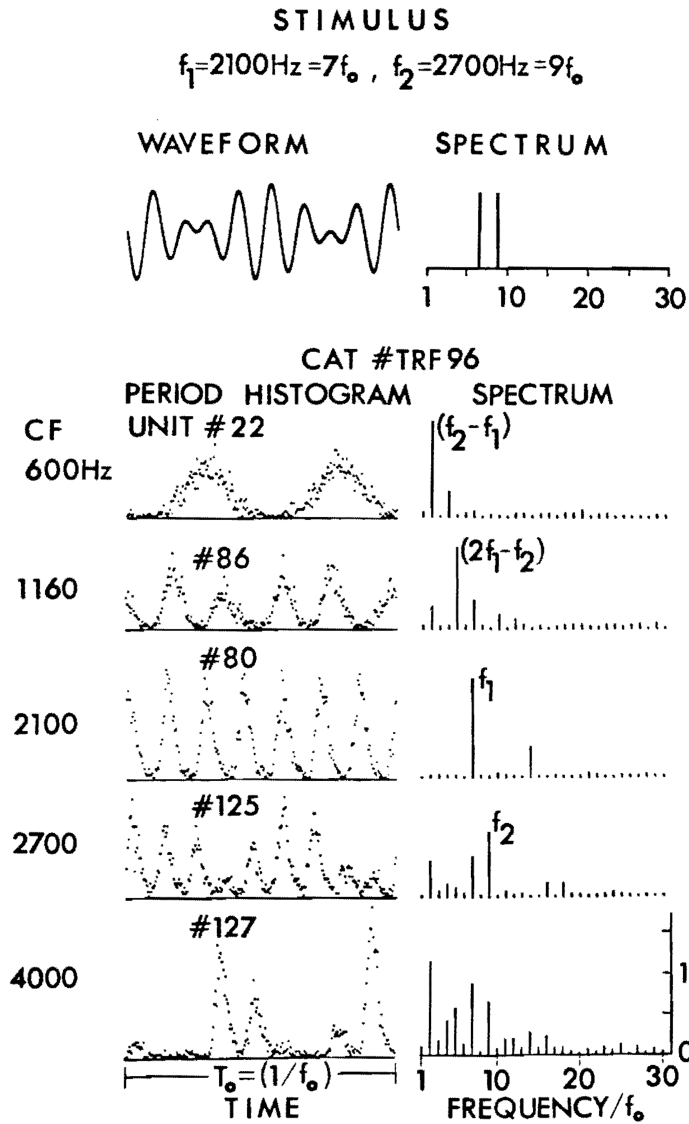 STIMULUS
f₁=2100Hz=7fₒ , f₂=2700Hz=9fₒ
WAVEFORM SPECTRUM
1 10 20 30
CAT #TRF96
PERIOD HISTOGRAM SPECTRUM
CF UNIT #22 (f₂-f₁)
600Hz
#86 (2f₁-f₂)
1160
#80 f₁
2100
#125 f₂
2700
#127
4000 1
0
T₀=(1/fₒ) 1 10 20 30
TIME FREQUENCY/fₒ